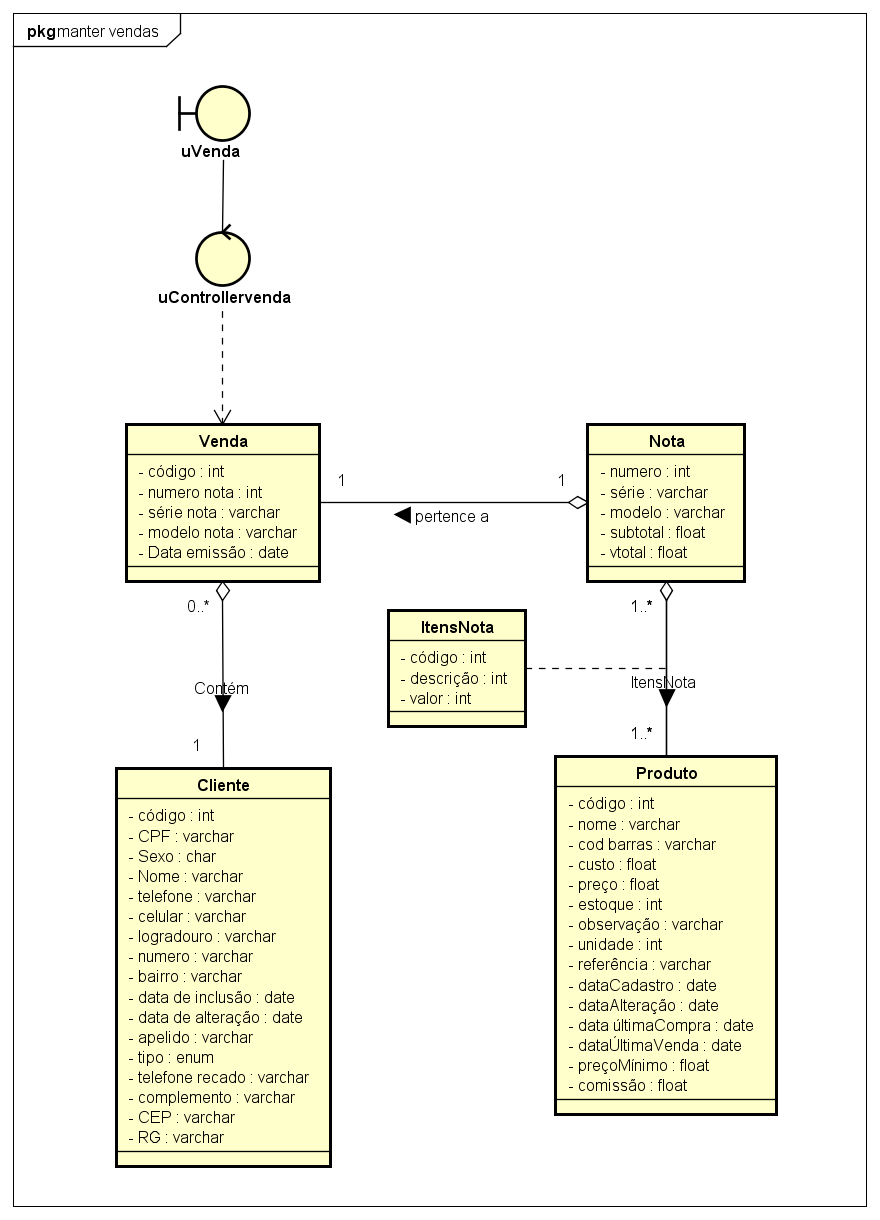 pkg manter vendas
uVenda
uControllervenda
Venda
- código : int
- numero nota : int
- série nota : varchar
- modelo nota : varchar
- Data emissão : date
1
1
pertence a
Nota
- numero : int
- série : varchar
- modelo : varchar
- subtotal : float
- vtotal : float
0..*
Contém
1
ItensNota
- código : int
- descrição : int
- valor : int
1..*
ItensNota
1..*
Cliente
- código : int
- CPF : varchar
- Sexo : char
- Nome : varchar
- telefone : varchar
- celular : varchar
- logradouro : varchar
- numero : varchar
- bairro : varchar
- data de inclusão : date
- data de alteração : date
- apelido : varchar
- tipo : enum
- telefone recado : varchar
- complemento : varchar
- CEP : varchar
- RG : varchar
Produto
- código : int
- nome : varchar
- cod barras : varchar
- custo : float
- preço : float
- estoque : int
- observação : varchar
- unidade : int
- referência : varchar
- dataCadastro : date
- dataAlteração : date
- data últimaCompra : date
- dataÚltimaVenda : date
- preçoMínimo : float
- comissão : float